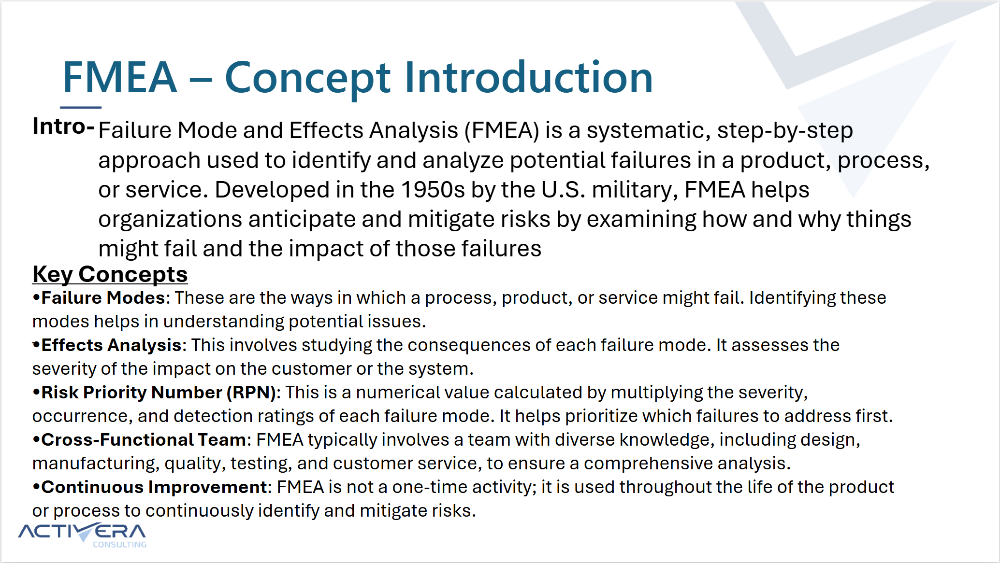 FMEA – Concept Introduction
Intro- Failure Mode and Effects Analysis (FMEA) is a systematic, step-by-step
approach used to identify and analyze potential failures in a product, process,
or service. Developed in the 1950s by the U.S. military, FMEA helps
organizations anticipate and mitigate risks by examining how and why things
might fail and the impact of those failures
Key Concepts
•Failure Modes: These are the ways in which a process, product, or service might fail. Identifying these
modes helps in understanding potential issues.
•Effects Analysis: This involves studying the consequences of each failure mode. It assesses the
severity of the impact on the customer or the system.
•Risk Priority Number (RPN): This is a numerical value calculated by multiplying the severity,
occurrence, and detection ratings of each failure mode. It helps prioritize which failures to address first.
•Cross-Functional Team: FMEA typically involves a team with diverse knowledge, including design,
manufacturing, quality, testing, and customer service, to ensure a comprehensive analysis.
•Continuous Improvement: FMEA is not a one-time activity; it is used throughout the life of the product
or process to continuously identify and mitigate risks.
ACTIVERA
CONSULTING